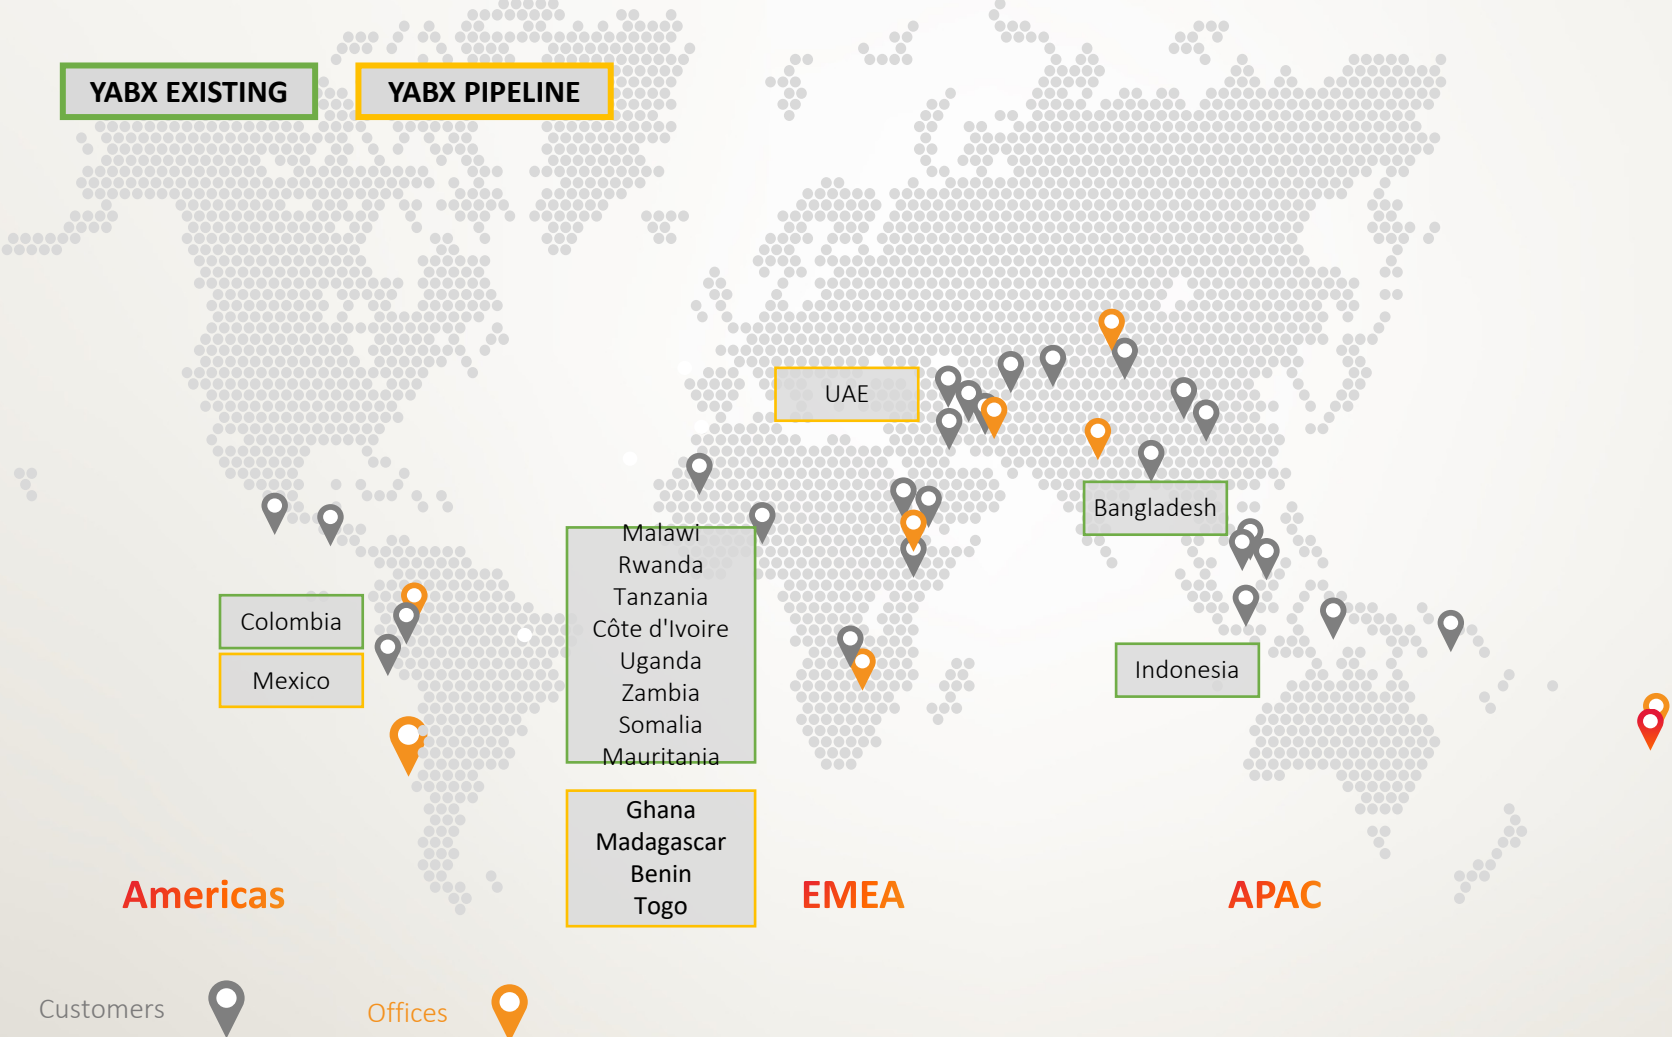 YABX EXISTING
YABX PIPELINE
UAE
Bangladesh
Malawi
Rwanda
Tanzania
Côte d'Ivoire
Uganda
Zambia
Somalia
Mauritania
Colombia
Mexico
Indonesia
Ghana
Madagascar
Benin
Togo
Americas
EMEA
APAC
Customers
Offices